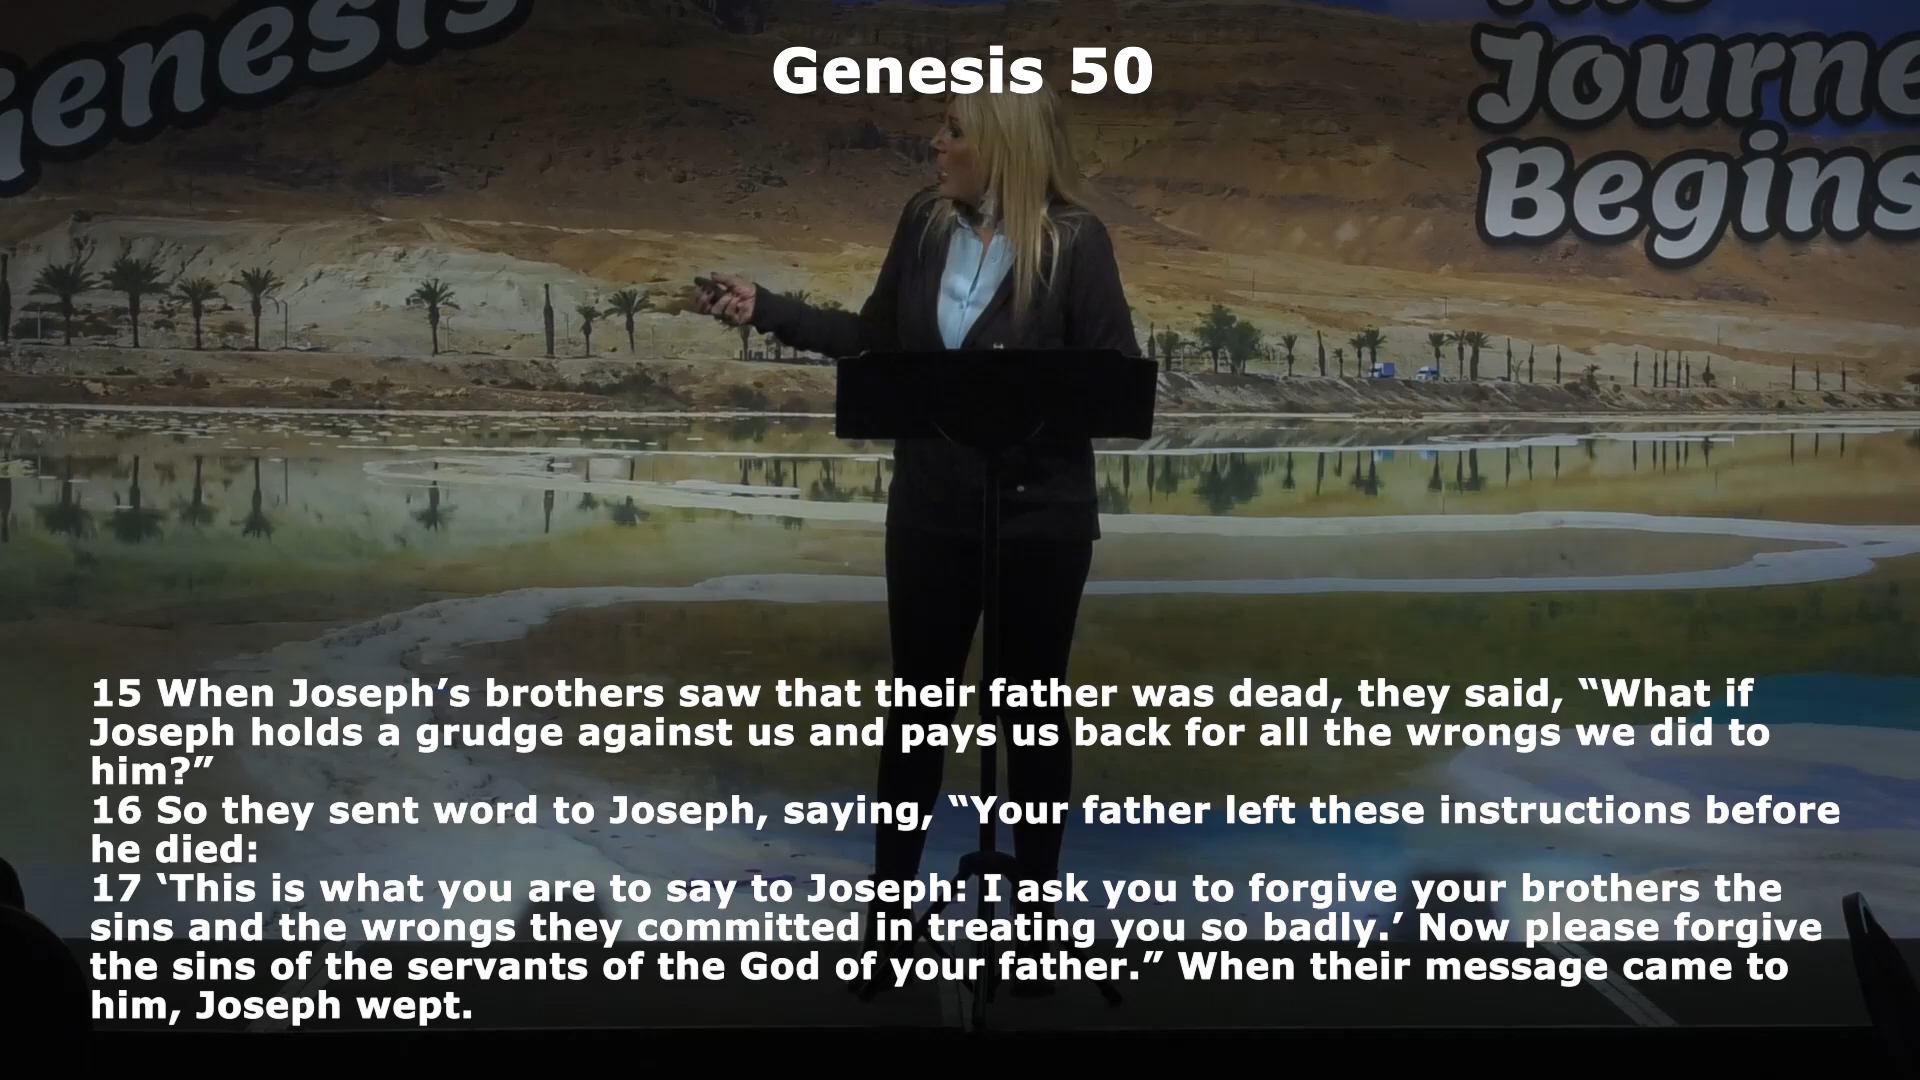 Genesis
Journe
Begins
Genesis 50
15 When Joseph’s brothers saw that their father was dead, they said, “What if
Joseph holds a grudge against us and pays us back for all the wrongs we did to
him?”
16 So they sent word to Joseph, saying, “Your father left these instructions before
he died:
17 ‘This is what you are to say to Joseph: I ask you to forgive your brothers the
sins and the wrongs they committed in treating you so badly.’ Now please forgive
the sins of the servants of the God of your father.” When their message came to
him, Joseph wept.